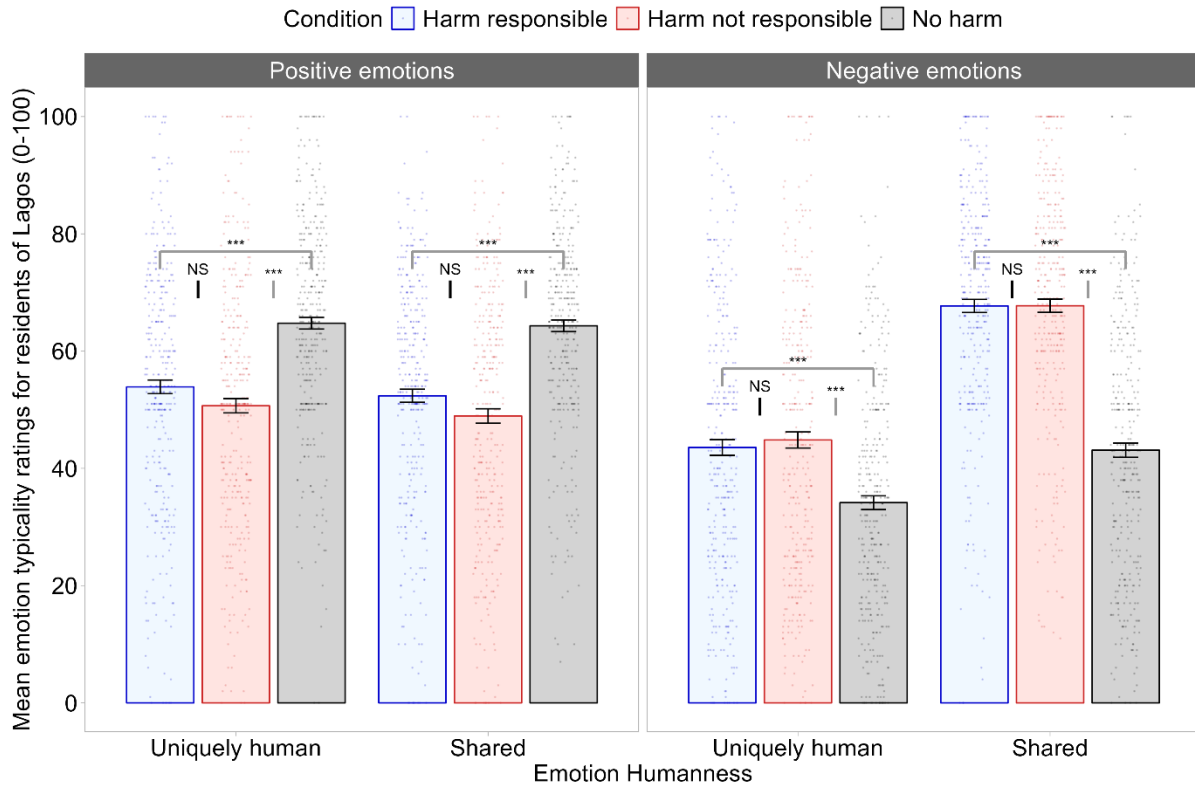 Condition Harm responsible Harm not responsible No harm
Positive emotions
Negative emotions
Mean emotion typicality ratings for residents of Lagos (0-100)
100
80
60
40
20
0
***
NS
***
***
NS
***
***
NS
***
***
NS
***
Uniquely human
Shared
Uniquely human
Shared
Emotion Humanness